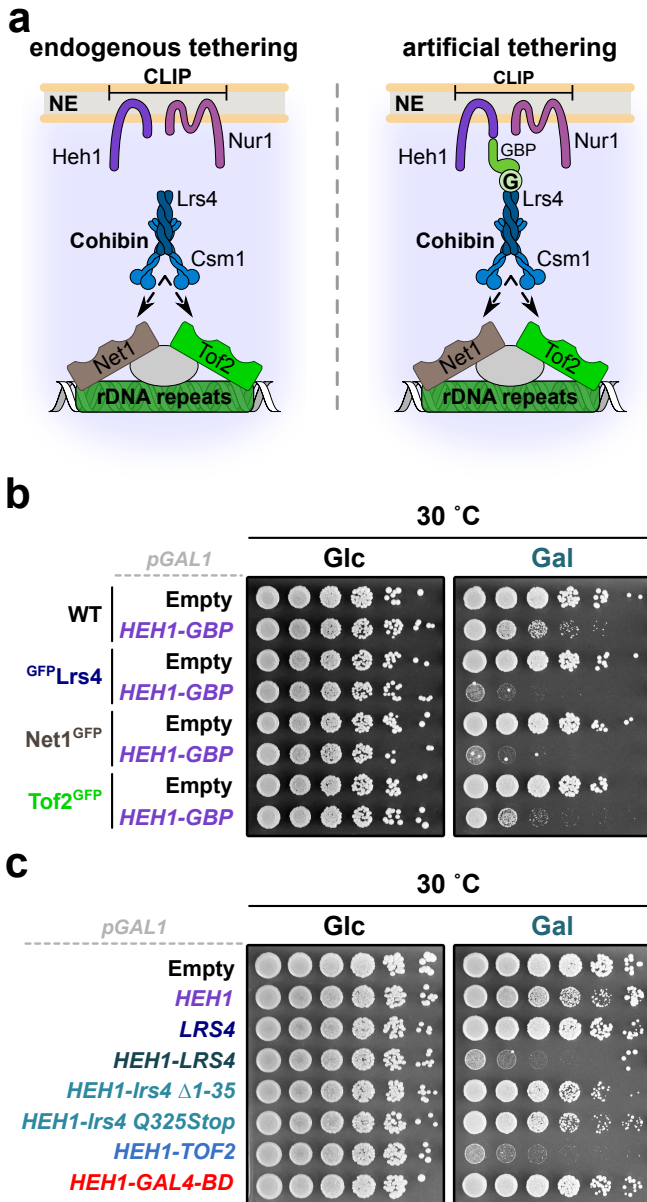 a
endogenous tethering
CLIP
NE
Heh1
Nur1
Lrs4
Cohibin
Csm1
Net1
Tof2
rDNA repeats
artificial tethering
CLIP
NE
Heh1
GBP
Nur1
G
Lrs4
Cohibin
Csm1
Net1
Tof2
rDNA repeats
b
30 ˚C
pGAL1
Glc
Gal
WT
Empty
HEH1-GBP
GFPLrs4
Empty
HEH1-GBP
Net1GFP
Empty
HEH1-GBP
Tof2GFP
Empty
HEH1-GBP
c
30 ˚C
pGAL1
Glc
Gal
Empty
HEH1
LRS4
HEH1-LRS4
HEH1-lrs4 Δ1-35
HEH1-lrs4 Q325Stop
HEH1-TOF2
HEH1-GAL4-BD